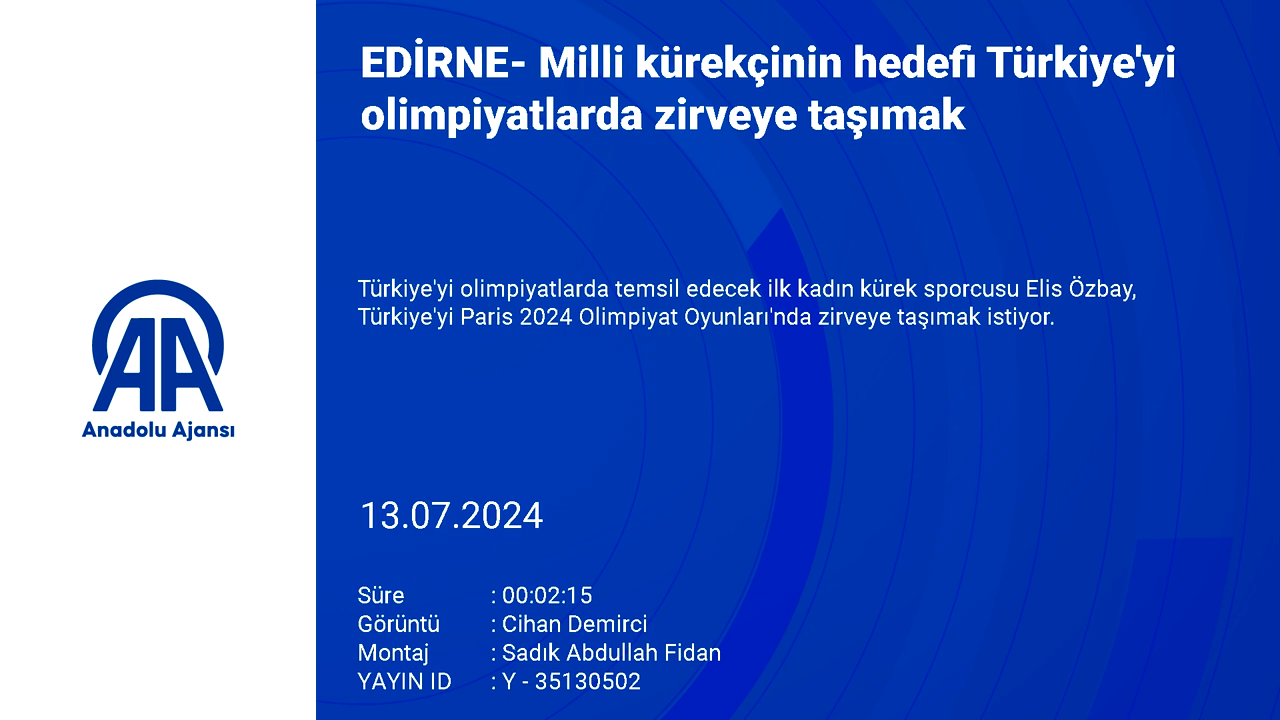 EDİRNE- Milli kürekçinin hedefi Türkiye'yi
olimpiyatlarda zirveye taşımak
Türkiye'yi olimpiyatlarda temsil edecek ilk kadın kürek sporcusu Elis Özbay,
Türkiye'yi Paris 2024 Olimpiyat Oyunları'nda zirveye taşımak istiyor.
AA
Anadolu Ajansı
13.07.2024
Süre : 00:02:15
Görüntü : Cihan Demirci
Montaj : Sadık Abdullah Fidan
YAYIN ID : Y - 35130502